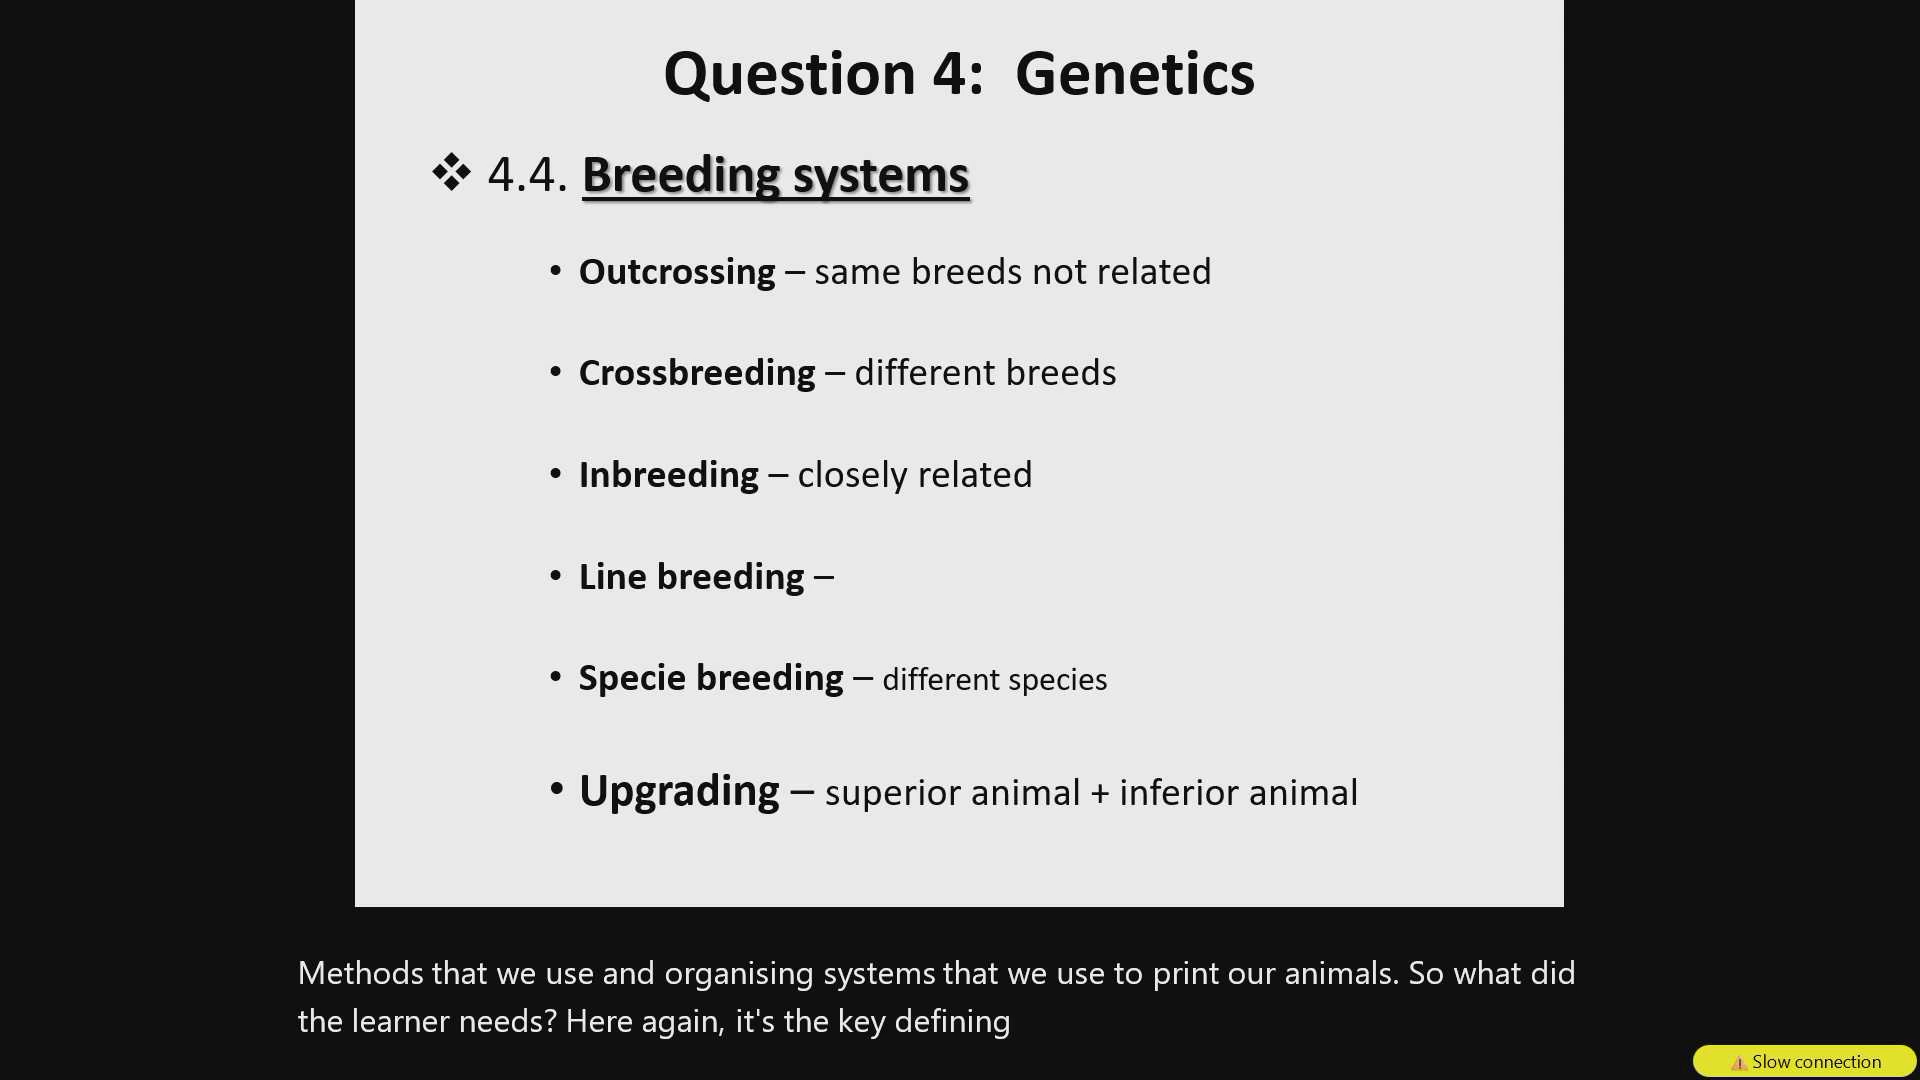 Question 4:  Genetics
❖ 4.4. Breeding systems
• Outcrossing – same breeds not related
• Crossbreeding – different breeds
• Inbreeding – closely related
• Line breeding –
• Specie breeding – different species
• Upgrading – superior animal + inferior animal
Methods that we use and organising systems that we use to print our animals. So what did
the learner needs? Here again, it's the key defining
⚠ Slow connection